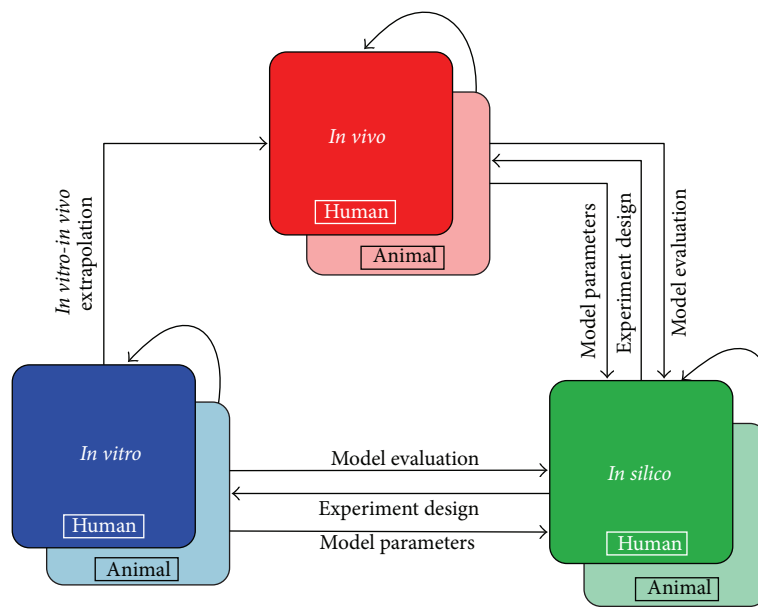 In vivo
Human
Animal
In vitro-in vivo
extrapolation
Model parameters
Experiment design
Model evaluation
In vitro
Human
Animal
Model evaluation
Experiment design
Model parameters
In silico
Human
Animal